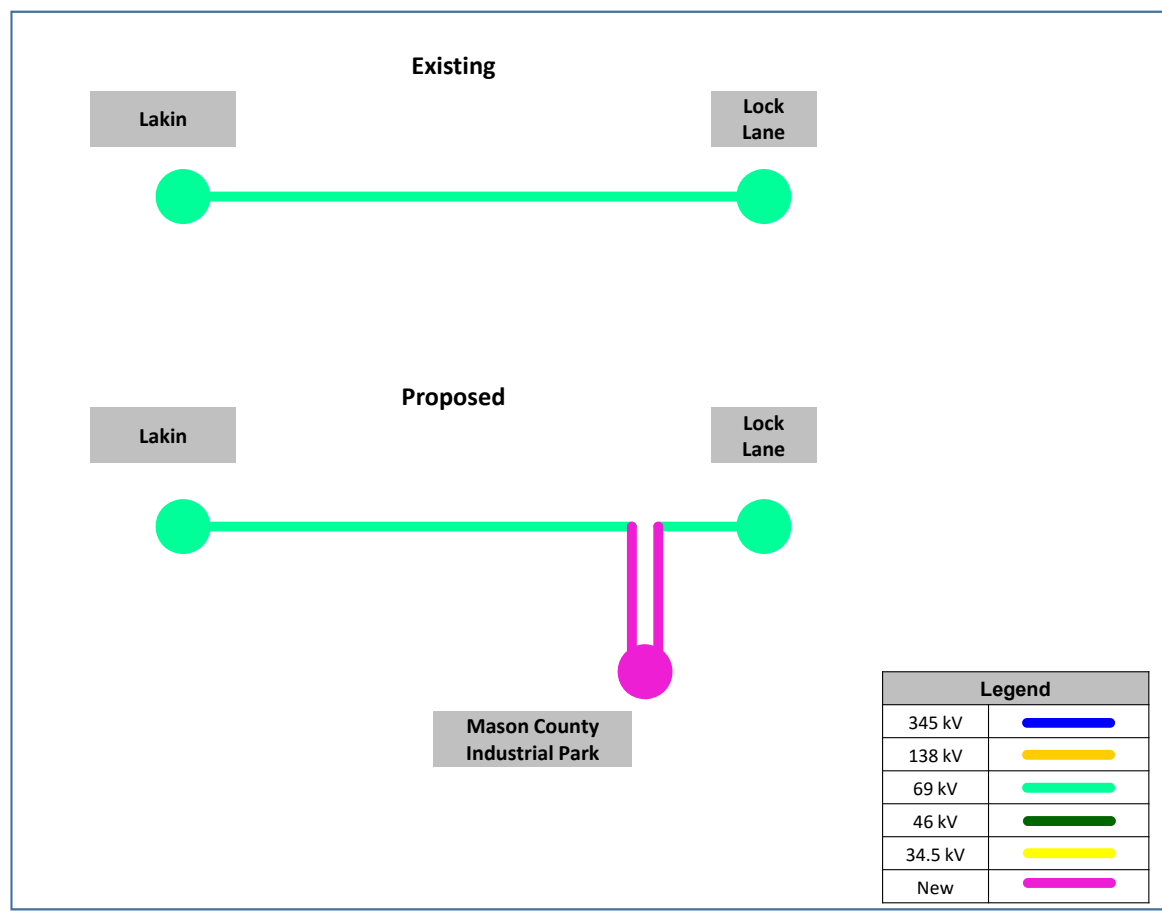 Existing
Lakin
Lock
Lane
Proposed
Lakin
Lock
Lane
Mason County
Industrial Park
Legend
345 kV
138 kV
69 kV
46 kV
34.5 kV
New